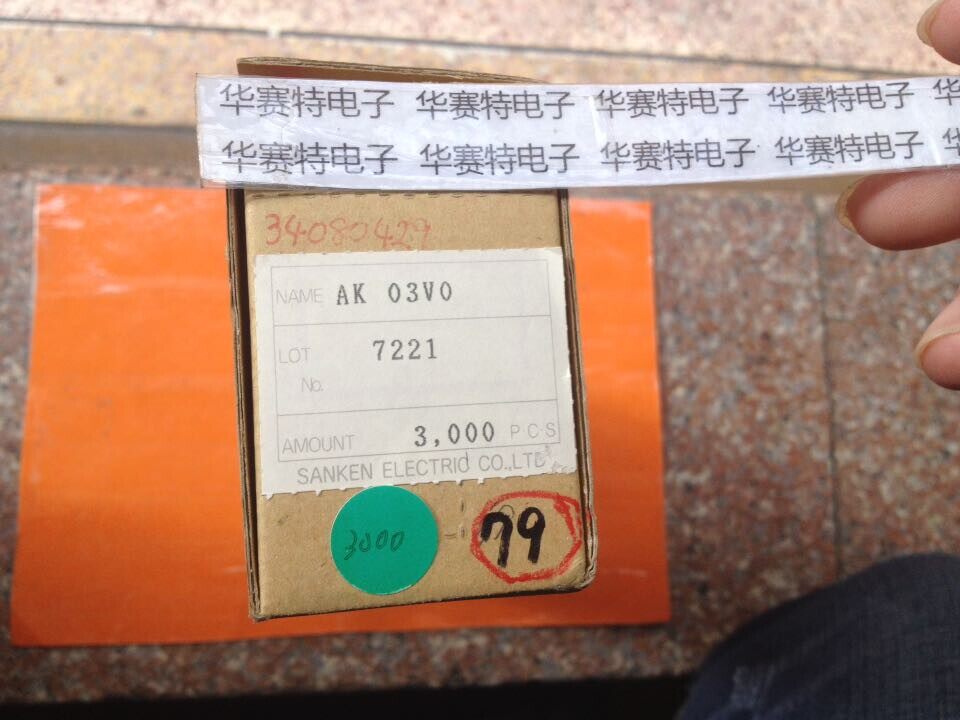 华赛特电子 华赛特电子 华赛特电子 华赛特电子 华
华赛特电子 华赛特电子 华赛特电子 华赛特电子
34080429
NAME AK 03V0
LOT 7221
No.
AMOUNT 3,000 P C S
SANKEN ELECTRIC CO.,LTD
3000
79